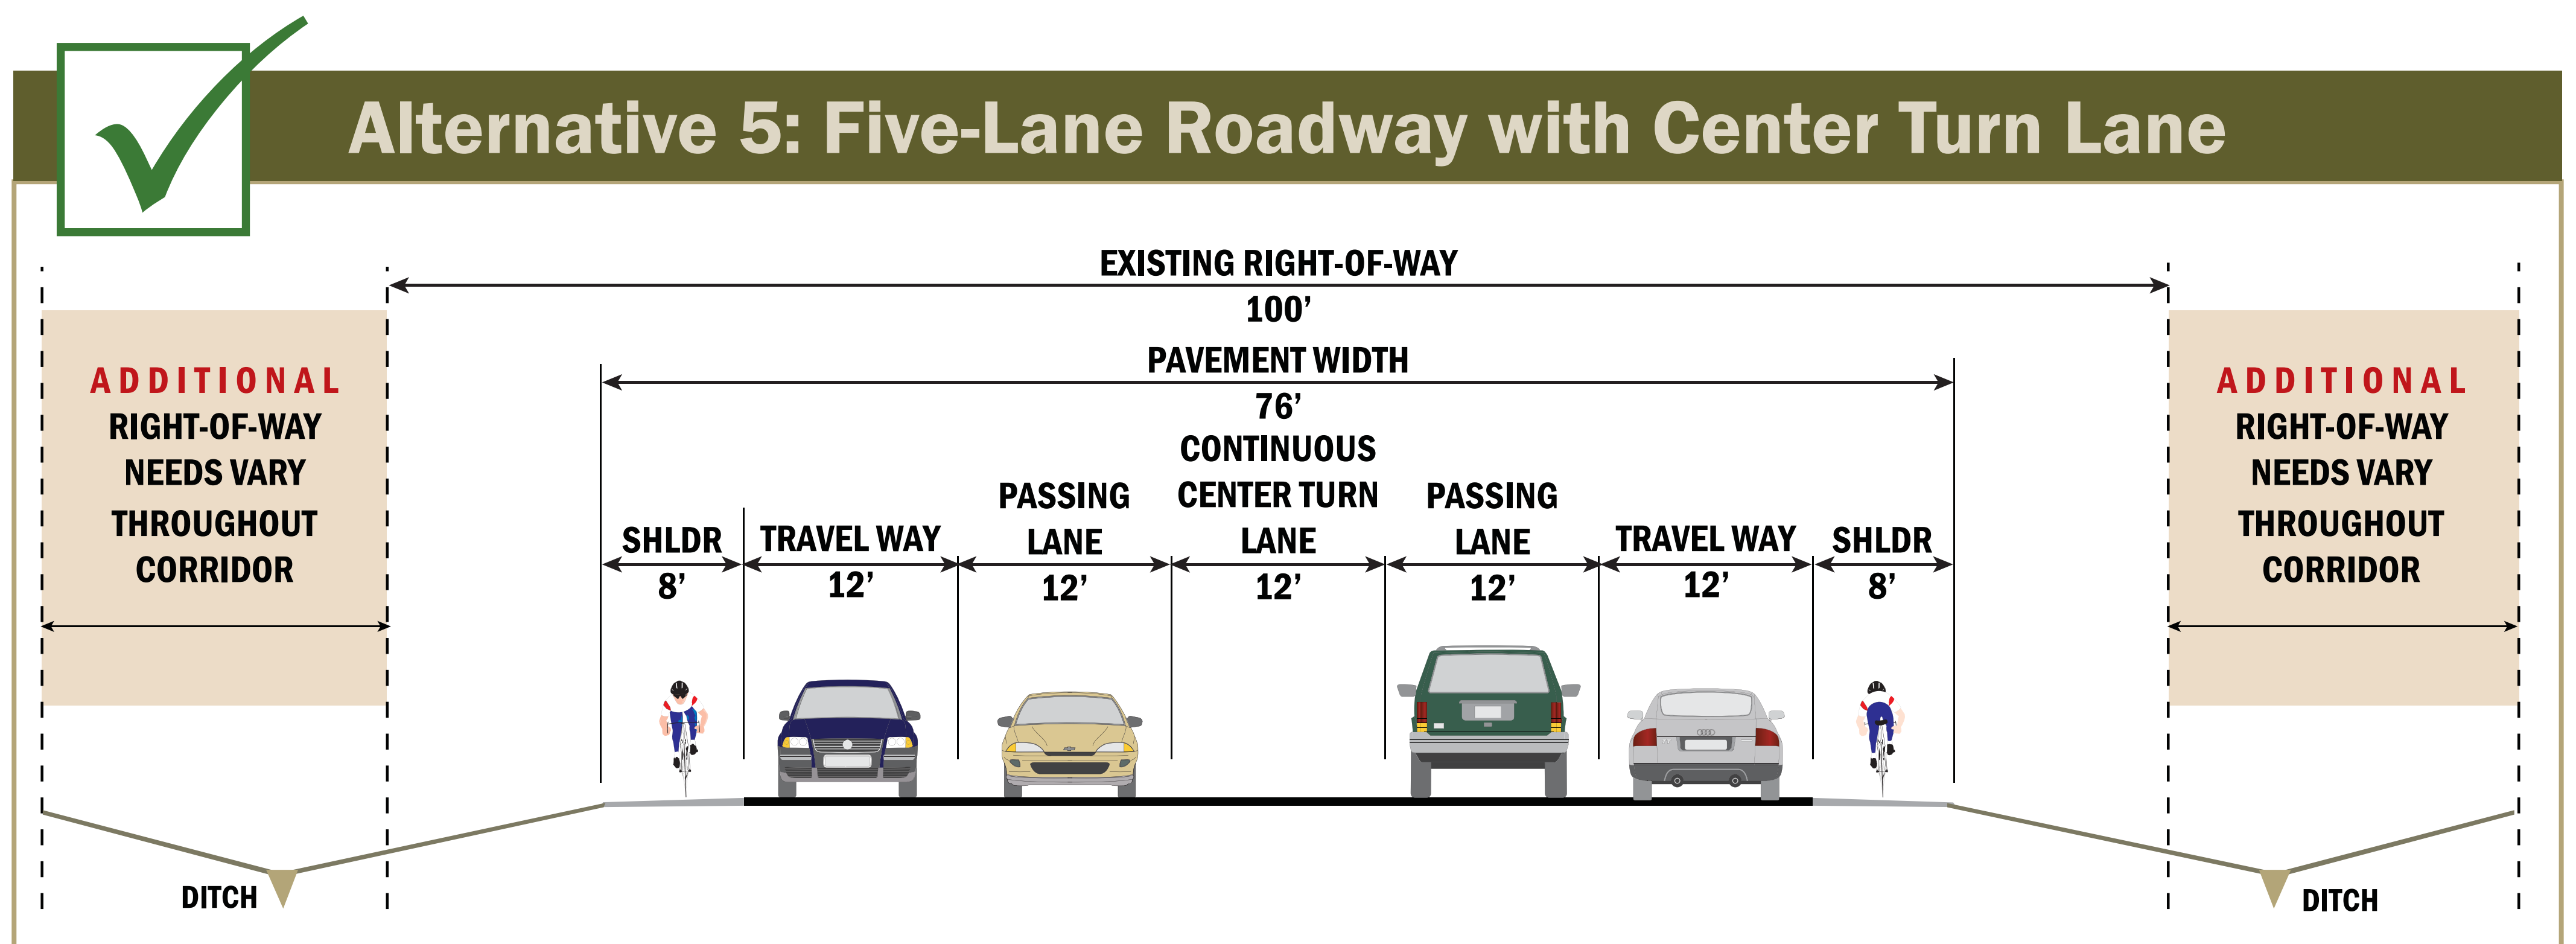 Alternative 5: Five-Lane Roadway with Center Turn Lane
EXISTING RIGHT-OF-WAY
100’
PAVEMENT WIDTH
76’
ADDITIONAL
RIGHT-OF-WAY
NEEDS VARY
THROUGHOUT
CORRIDOR
SHLDR
8’
TRAVEL WAY
12’
PASSING
LANE
12’
CONTINUOUS
CENTER TURN
LANE
12’
PASSING
LANE
12’
TRAVEL WAY
12’
SHLDR
8’
ADDITIONAL
RIGHT-OF-WAY
NEEDS VARY
THROUGHOUT
CORRIDOR
DITCH
DITCH